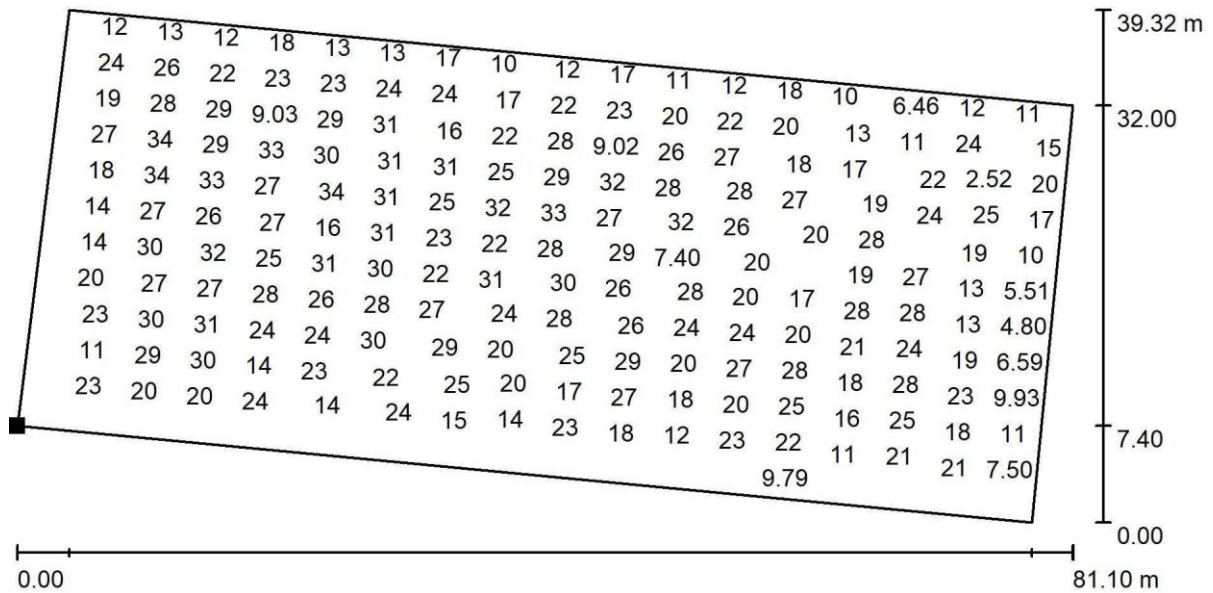 39.32 m
12 13 12 18 13 13 17 10 12 17 11 12 18 10 6.46 12 11
32.00
24 26 22 23 23 24 24 17 22 23 20 22 20 13 11 24 15
19 28 29 9.03 29 31 16 22 28 9.02 26 27 18 17 22 2.52 20
27 34 29 33 30 31 31 25 29 32 28 28 27 19 24 25 17
18 34 33 27 34 31 25 32 33 27 32 26 20 28 19 10
14 27 26 27 16 31 23 22 28 29 7.40 20 19 27 13 5.51
14 30 32 25 31 30 22 31 30 26 28 20 17 28 28 13 4.80
20 27 27 28 26 28 27 24 28 26 24 24 20 21 24 19 6.59
23 30 31 24 24 30 29 20 25 29 20 27 28 18 28 23 9.93
11 29 30 14 23 22 25 20 17 27 18 20 25 16 25 18 11
7.40
23 20 20 24 14 24 15 14 23 18 12 23 22 11 21 21 7.50
9.79
0.00
0.00 81.10 m